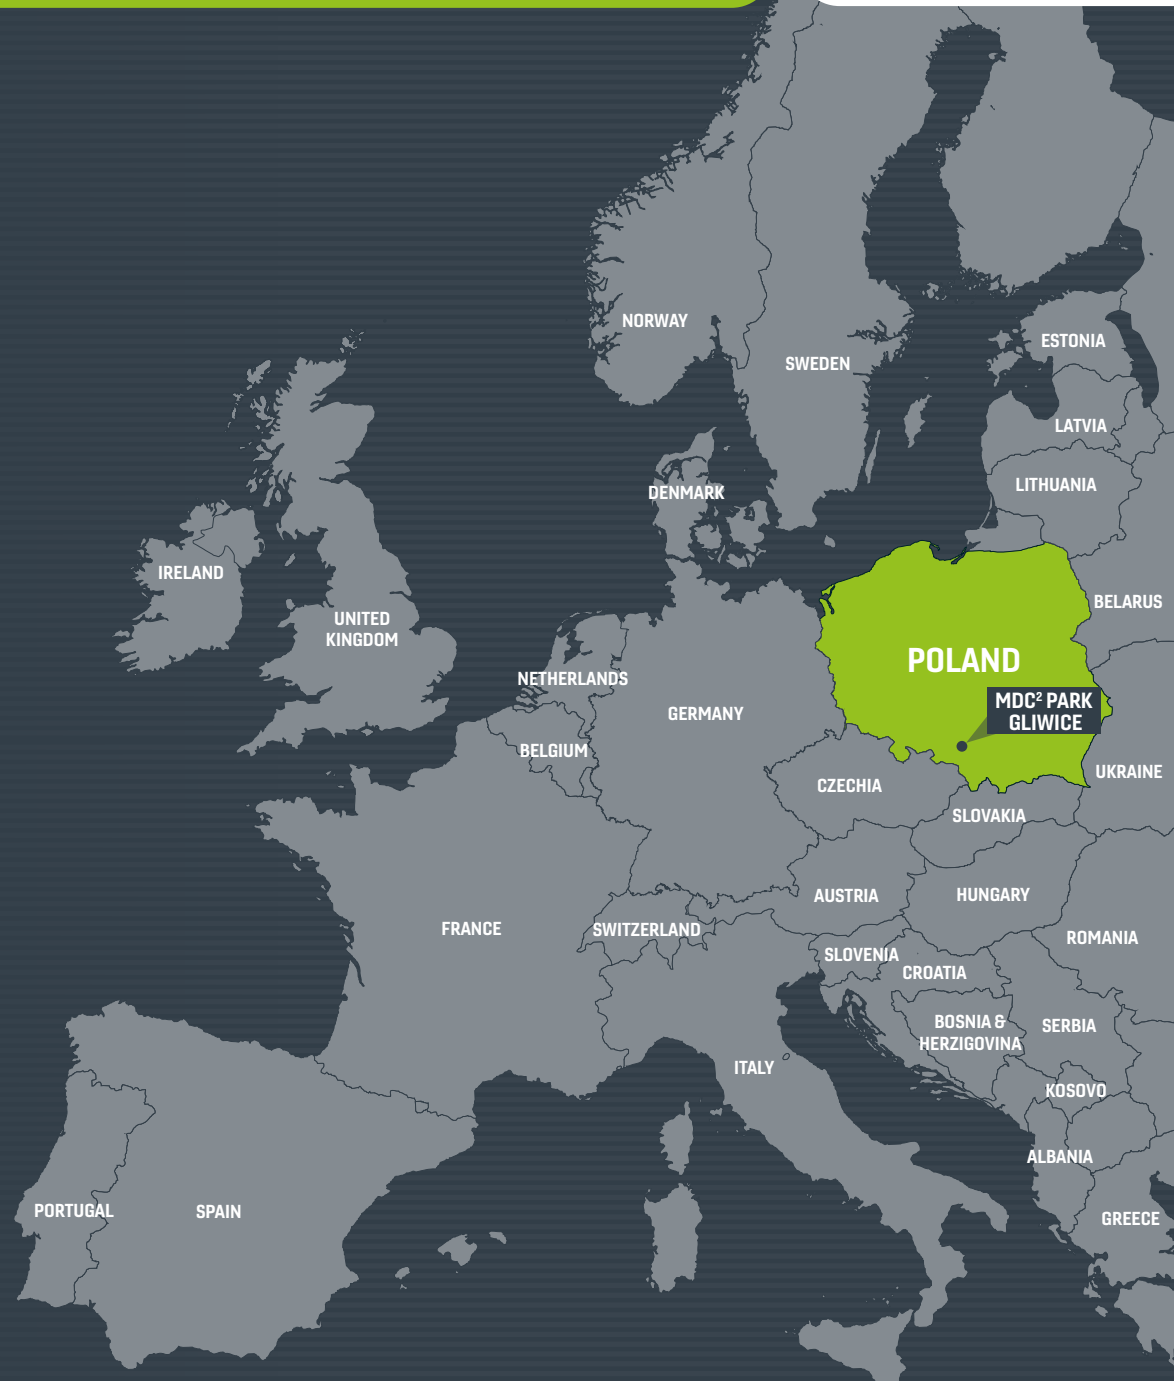 NORWAY
ESTONIA
SWEDEN
LATVIA
LITHUANIA
DENMARK
IRELAND
BELARUS
UNITED
KINGDOM
POLAND
NETHERLANDS
MDC² PARK
GLIWICE
GERMANY
BELGIUM
UKRAINE
CZECHIA
SLOVAKIA
AUSTRIA
HUNGARY
FRANCE
SWITZERLAND
ROMANIA
SLOVENIA
CROATIA
BOSNIA &
HERZIGOVINA
SERBIA
ITALY
KOSOVO
ALBANIA
PORTUGAL
SPAIN
GREECE